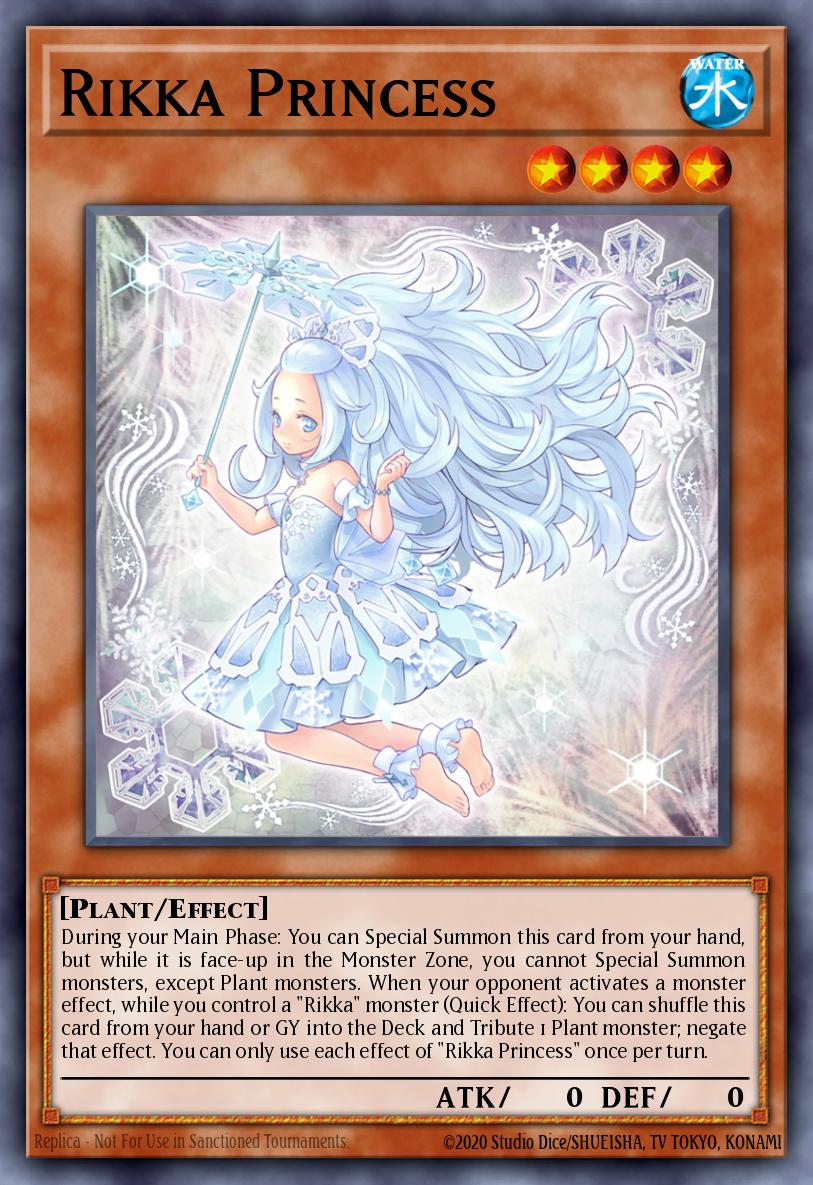 Rikka Princess
WATER
水
[Plant/Effect]
During your Main Phase: You can Special Summon this card from your hand,
but while it is face-up in the Monster Zone, you cannot Special Summon
monsters, except Plant monsters. When your opponent activates a monster
effect, while you control a "Rikka" monster (Quick Effect): You can shuffle this
card from your hand or GY into the Deck and Tribute 1 Plant monster; negate
that effect. You can only use each effect of "Rikka Princess" once per turn.
ATK/ 0 DEF/ 0
Replica - Not For Use in Sanctioned Tournaments.
©2020 Studio Dice/SHUEISHA, TV TOKYO, KONAMI